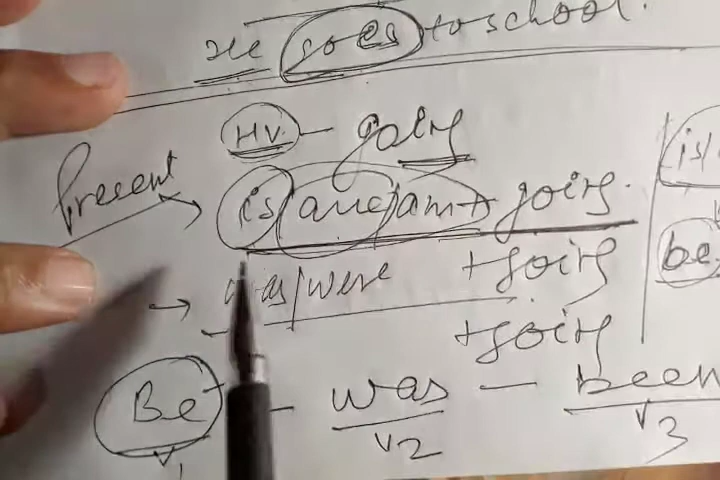 He goes to school.
HV. - going
Present → is/are/am + going.
→ was/were + going
+ going
Be - was - been
V1 V2 V3
is/
be